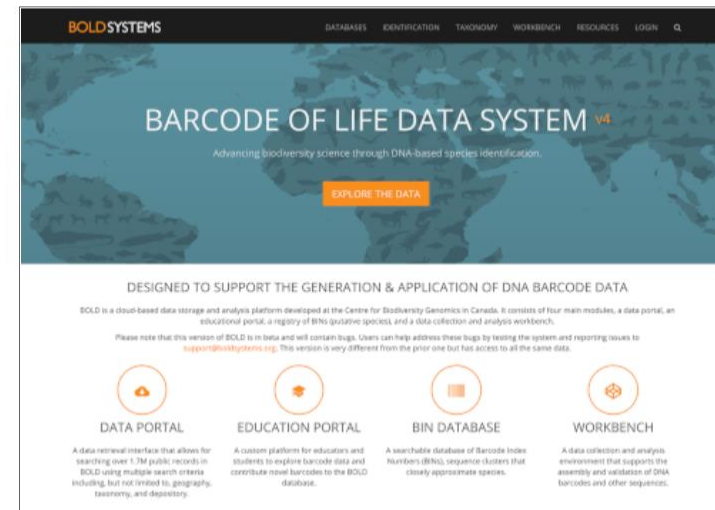 BOLDSYSTEMS
DATABASES IDENTIFICATION TAXONOMY WORKBENCH RESOURCES LOGIN
BARCODE OF LIFE DATA SYSTEM v4
Advancing biodiversity science through DNA-based species identification.
EXPLORE THE DATA
DESIGNED TO SUPPORT THE GENERATION & APPLICATION OF DNA BARCODE DATA
BOLD is a cloud-based data storage and analysis platform developed at the Centre for Biodiversity Genomics in Canada. It consists of four main modules, a data portal, an
educational portal, a registry of BINs (putative species), and a data collection and analysis workbench.
Please note that this version of BOLD is in beta and will contain bugs. Users can help address these bugs by testing the system and reporting issues to
support@boldsystems.org. This version is very different from the prior one but has access to all the same data.
DATA PORTAL
A data retrieval interface that allows for
searching over 1.7M public records in
BOLD using multiple search criteria
including, but not limited to, geography,
taxonomy, and depository.
EDUCATION PORTAL
A custom platform for educators and
students to explore barcode data and
contribute novel barcodes to the BOLD
database.
BIN DATABASE
A searchable database of Barcode Index
Numbers (BINs), sequence clusters that
closely approximate species.
WORKBENCH
A data collection and analysis
environment that supports the
assembly and validation of DNA
barcodes and other sequences.